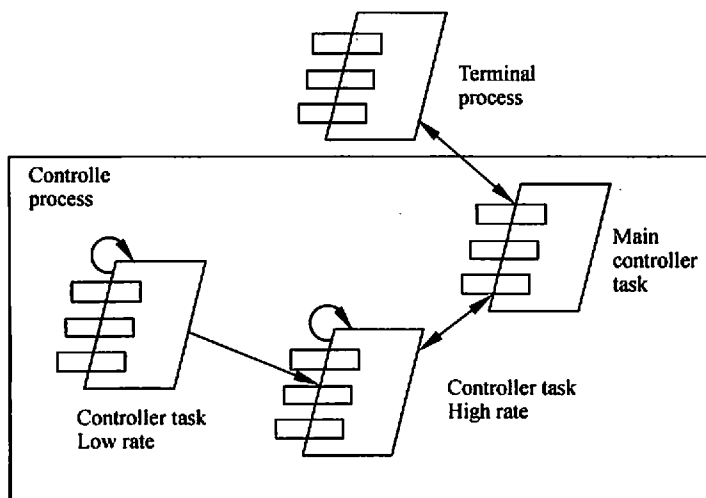 Terminal
process
Controlle
process
Main
controller
task
Controller task
Low rate
Controller task
High rate